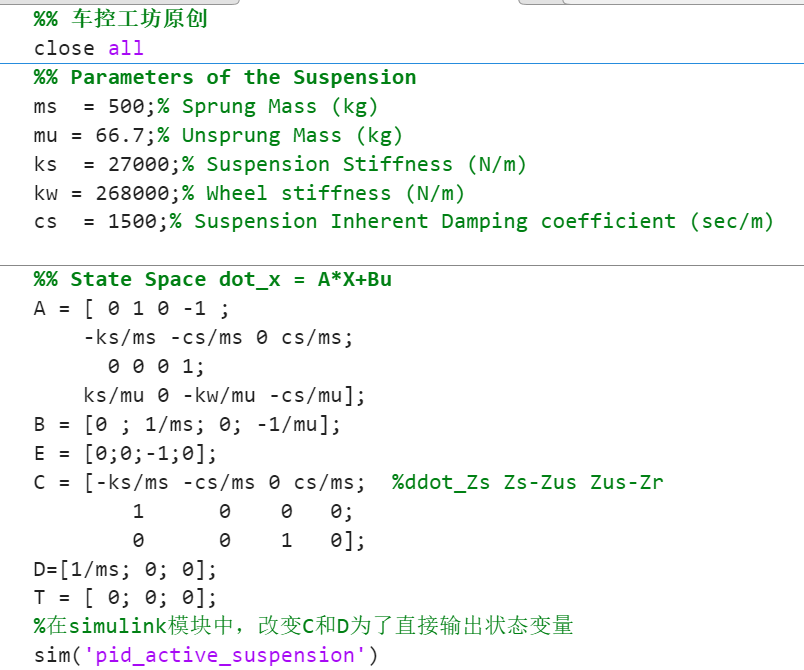 %% 车控工坊原创
close all
%% Parameters of the Suspension
ms  = 500;% Sprung Mass (kg)
mu = 66.7;% Unsprung Mass (kg)
ks  = 27000;% Suspension Stiffness (N/m)
kw = 268000;% Wheel stiffness (N/m)
cs  = 1500;% Suspension Inherent Damping coefficient (sec/m)
%% State Space dot_x = A*X+Bu
A = [ 0 1 0 -1 ;
    -ks/ms -cs/ms 0 cs/ms;
      0 0 0 1;
    ks/mu 0 -kw/mu -cs/mu];
B = [0 ; 1/ms; 0; -1/mu];
E = [0;0;-1;0];
C = [-ks/ms -cs/ms 0 cs/ms;  %ddot_Zs Zs-Zus Zus-Zr
        1      0    0   0;
        0      0    1   0];
D=[1/ms; 0; 0];
T = [ 0; 0; 0];
%在simulink模块中，改变C和D为了直接输出状态变量
sim('pid_active_suspension')